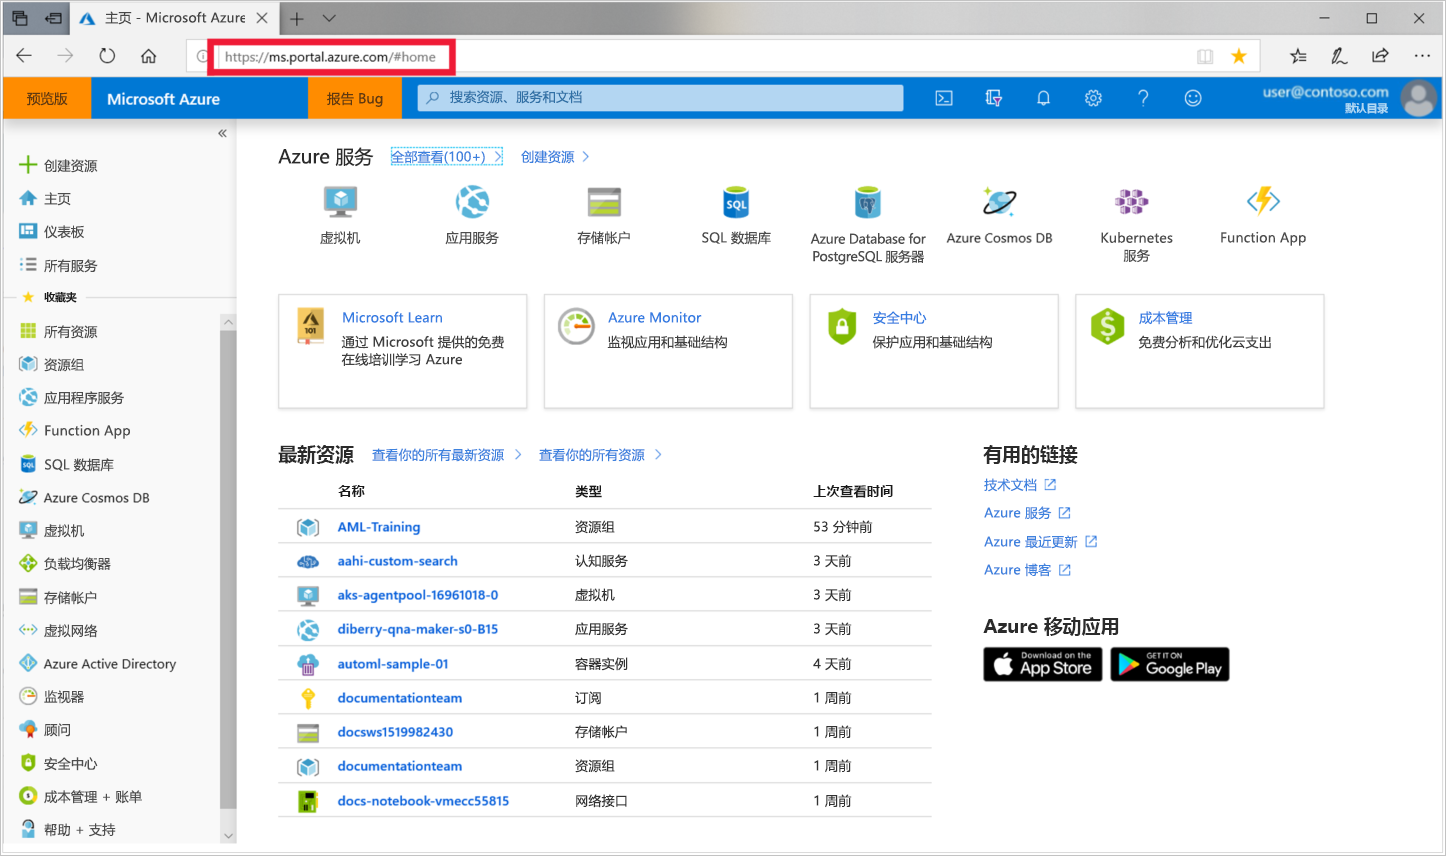 主页 - Microsoft Azure
https://ms.portal.azure.com/#home
预览版
Microsoft Azure
报告 Bug
搜索资源、服务和文档
user@contoso.com
默认目录
创建资源
主页
仪表板
所有服务
收藏夹
所有资源
资源组
应用程序服务
Function App
SQL 数据库
Azure Cosmos DB
虚拟机
负载均衡器
存储帐户
虚拟网络
Azure Active Directory
监视器
顾问
安全中心
成本管理 + 账单
帮助 + 支持
Azure 服务
全部查看(100+)
创建资源
虚拟机
应用服务
存储帐户
SQL
SQL 数据库
Azure Database for
PostgreSQL 服务器
Azure Cosmos DB
Kubernetes
服务
Function App
101
Microsoft Learn
通过 Microsoft 提供的免费
在线培训学习 Azure
Azure Monitor
监视应用和基础结构
安全中心
保护应用和基础结构
成本管理
免费分析和优化云支出
最新资源
查看你的所有最新资源
查看你的所有资源
名称 类型 上次查看时间
AML-Training 资源组 53 分钟前
aahi-custom-search 认知服务 3 天前
aks-agentpool-16961018-0 虚拟机 3 天前
diberry-qna-maker-s0-B15 应用服务 3 天前
automl-sample-01 容器实例 4 天前
documentationteam 订阅 1 周前
docsws1519982430 存储帐户 1 周前
documentationteam 资源组 1 周前
docs-notebook-vmecc55815 网络接口 1 周前
有用的链接
技术文档
Azure 服务
Azure 最近更新
Azure 博客
Azure 移动应用
Download on the
App Store
GET IT ON
Google Play